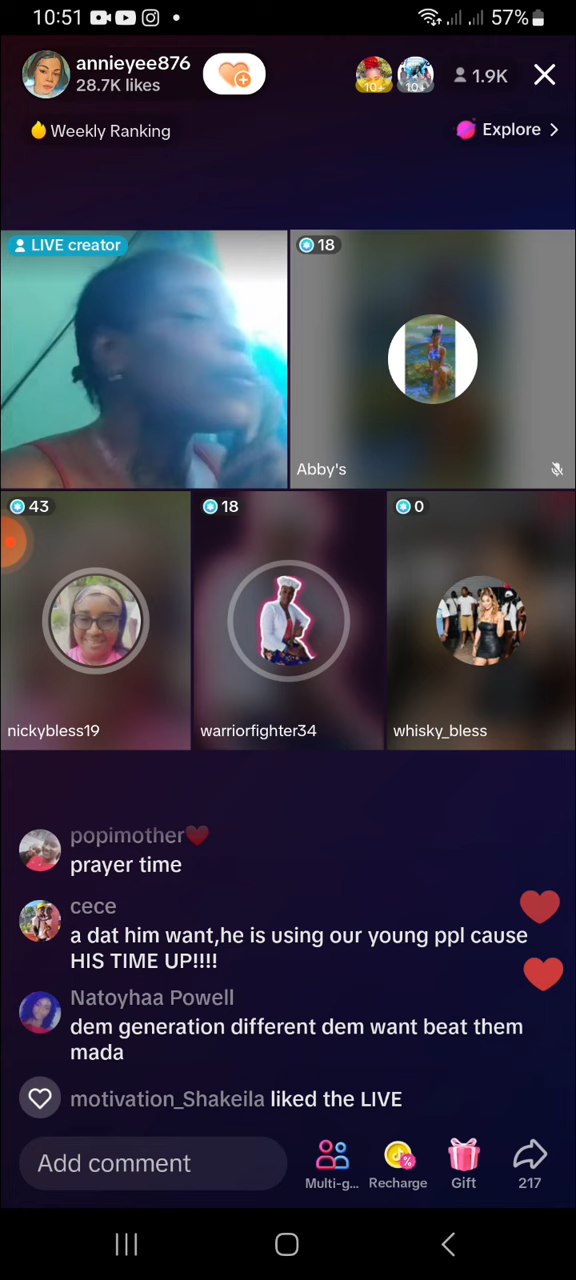 10:51
57%
annieyee876
28.7K likes
10+
10+
1.9K
Weekly Ranking
Explore >
LIVE creator
18
Abby's
43
18
0
nickybless19
warriorfighter34
whisky_bless
popimother❤️
prayer time
cece
a dat him want,he is using our young ppl cause
HIS TIME UP!!!!
Natoyhaa Powell
dem generation different dem want beat them
mada
motivation_Shakeila liked the LIVE
Add comment
Multi-g...
Recharge
Gift
217